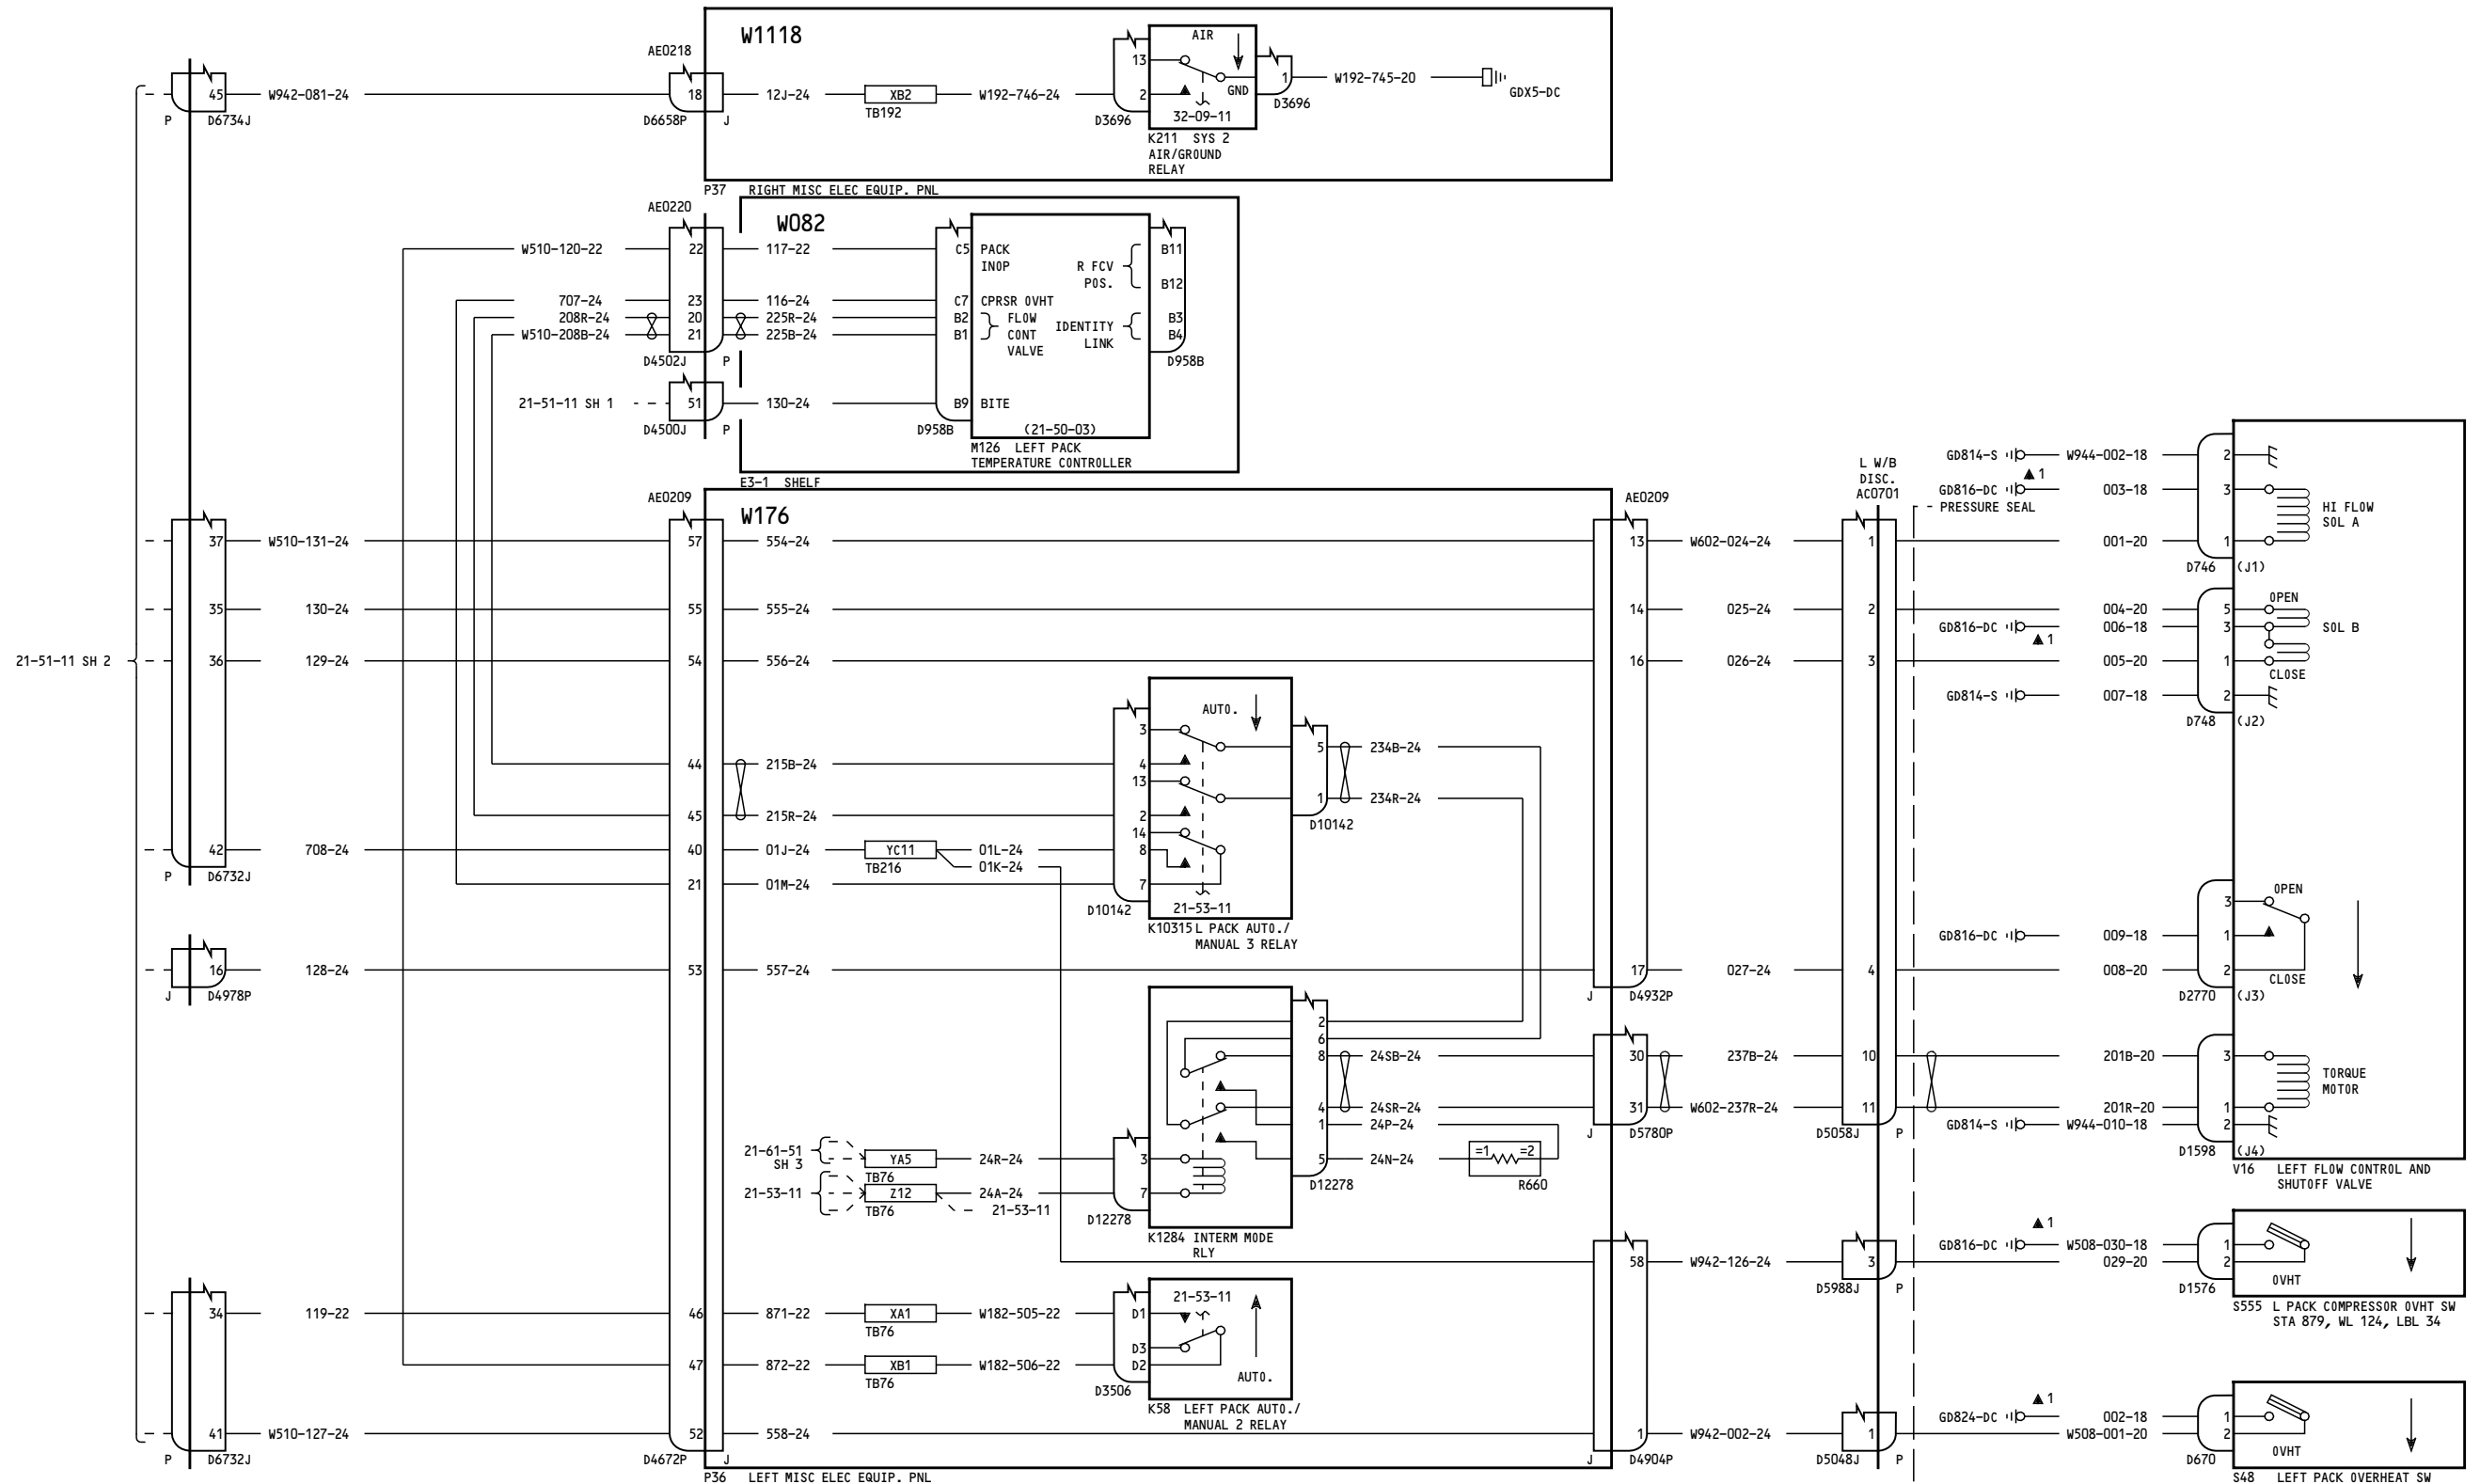 W1118
AE0218
AIR
45 W942-081-24 18 12J-24 XB2 W192-746-24 13 2 GND 1 W192-745-20 GDX5-DC
P D6734J D6658P J TB192 D3696 32-09-11 D3696
K211 SYS 2
AIR/GROUND
RELAY
P37 RIGHT MISC ELEC EQUIP. PNL
AE0220
W082
W510-120-22 22 117-22 C5 PACK INOP R FCV POS. B11 B12
707-24 23 116-24 C7 CPRSR OVHT
208R-24 20 225R-24 B2 FLOW IDENTITY B3
W510-208B-24 21 225B-24 B1 CONT LINK B4
VALVE
D4502J P D958B
21-51-11 SH 1 51 130-24 B9 BITE
D4500J P D958B (21-50-03)
M126 LEFT PACK
TEMPERATURE CONTROLLER
E3-1 SHELF
AE0209
W176
AE0209
L W/B
DISC.
AC0701
PRESSURE SEAL
GD814-S W944-002-18 2
▲1
GD816-DC 003-18 3 HI FLOW
SOL A
37 W510-131-24 57 554-24 13 W602-024-24 1 001-20 1
D746 (J1)
35 130-24 55 555-24 14 025-24 2 004-20 5 OPEN
GD816-DC 006-18 3 SOL B
▲1
21-51-11 SH 2 36 129-24 54 556-24 16 026-24 3 005-20 1 CLOSE
GD814-S 007-18 2
D748 (J2)
AUTO.
3 5 234B-24
44 215B-24 4
13 1 234R-24
45 215R-24 2
D10142
14
42 708-24 40 01J-24 YC11 01L-24 8
P D6732J TB216 01K-24
21 01M-24 7
D10142 21-53-11
K10315 L PACK AUTO./
MANUAL 3 RELAY
3 OPEN
GD816-DC 009-18 1
16 128-24 53 557-24 17 027-24 4 008-20 2 CLOSE
J D4978P J D4932P D2770 (J3)
2
6
8 24SB-24 30 237B-24 10 201B-20 3 TORQUE
MOTOR
4 24SR-24 31 W602-237R-24 11 201R-20 1
1 24P-24 J D5780P D5058J P GD814-S W944-010-18 2
D1598 (J4)
V16 LEFT FLOW CONTROL AND
SHUTOFF VALVE
21-61-51
SH 3 YA5 24R-24 3 5 24N-24 =1 =2
TB76 D12278 R660
21-53-11 Z12 24A-24 7
TB76 21-53-11 D12278
K1284 INTERM MODE
RLY
▲1
GD816-DC W508-030-18 1
58 W942-126-24 3 029-20 2 OVHT
D5988J P D1576
S555 L PACK COMPRESSOR OVHT SW
STA 879, WL 124, LBL 34
34 119-22 46 871-22 XA1 W182-505-22 D1 21-53-11
TB76
D3
47 872-22 XB1 W182-506-22 D2 AUTO.
TB76 D3506
K58 LEFT PACK AUTO./
MANUAL 2 RELAY
▲1
GD824-DC 002-18 1
41 W510-127-24 52 558-24 1 W942-002-24 1 W508-001-20 2 OVHT
P D6732J D4672P J J D4904P D5048J P D670
P36 LEFT MISC ELEC EQUIP. PNL
S48 LEFT PACK OVERHEAT SW